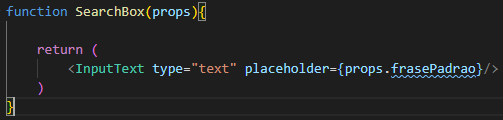 function SearchBox(props){
return (
<InputText type="text" placeholder={props.frasePadrao}/>
)
}